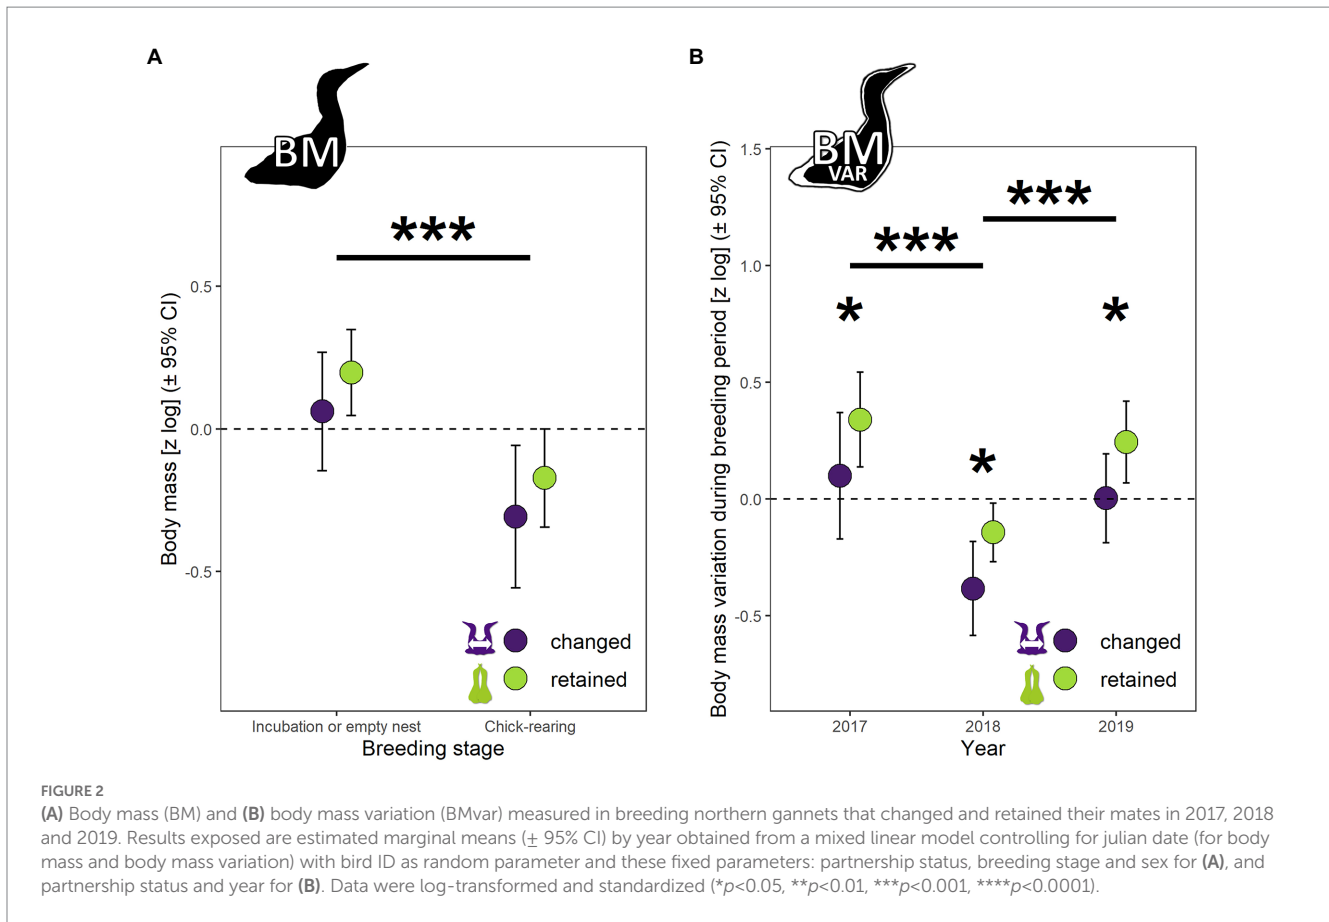 A
B
BM
BM
VAR
***
***
***
*
*
*
Body mass [z log] (± 95% CI)
0.5
0.0
-0.5
Incubation or empty nest
Chick-rearing
Breeding stage
changed
retained
Body mass variation during breeding period [z log] (± 95% CI)
1.5
1.0
0.5
0.0
-0.5
2017
2018
2019
Year
changed
retained
FIGURE 2
(A) Body mass (BM) and (B) body mass variation (BMvar) measured in breeding northern gannets that changed and retained their mates in 2017, 2018
and 2019. Results exposed are estimated marginal means (± 95% CI) by year obtained from a mixed linear model controlling for julian date (for body
mass and body mass variation) with bird ID as random parameter and these fixed parameters: partnership status, breeding stage and sex for (A), and
partnership status and year for (B). Data were log-transformed and standardized (*p<0.05, **p<0.01, ***p<0.001, ****p<0.0001).